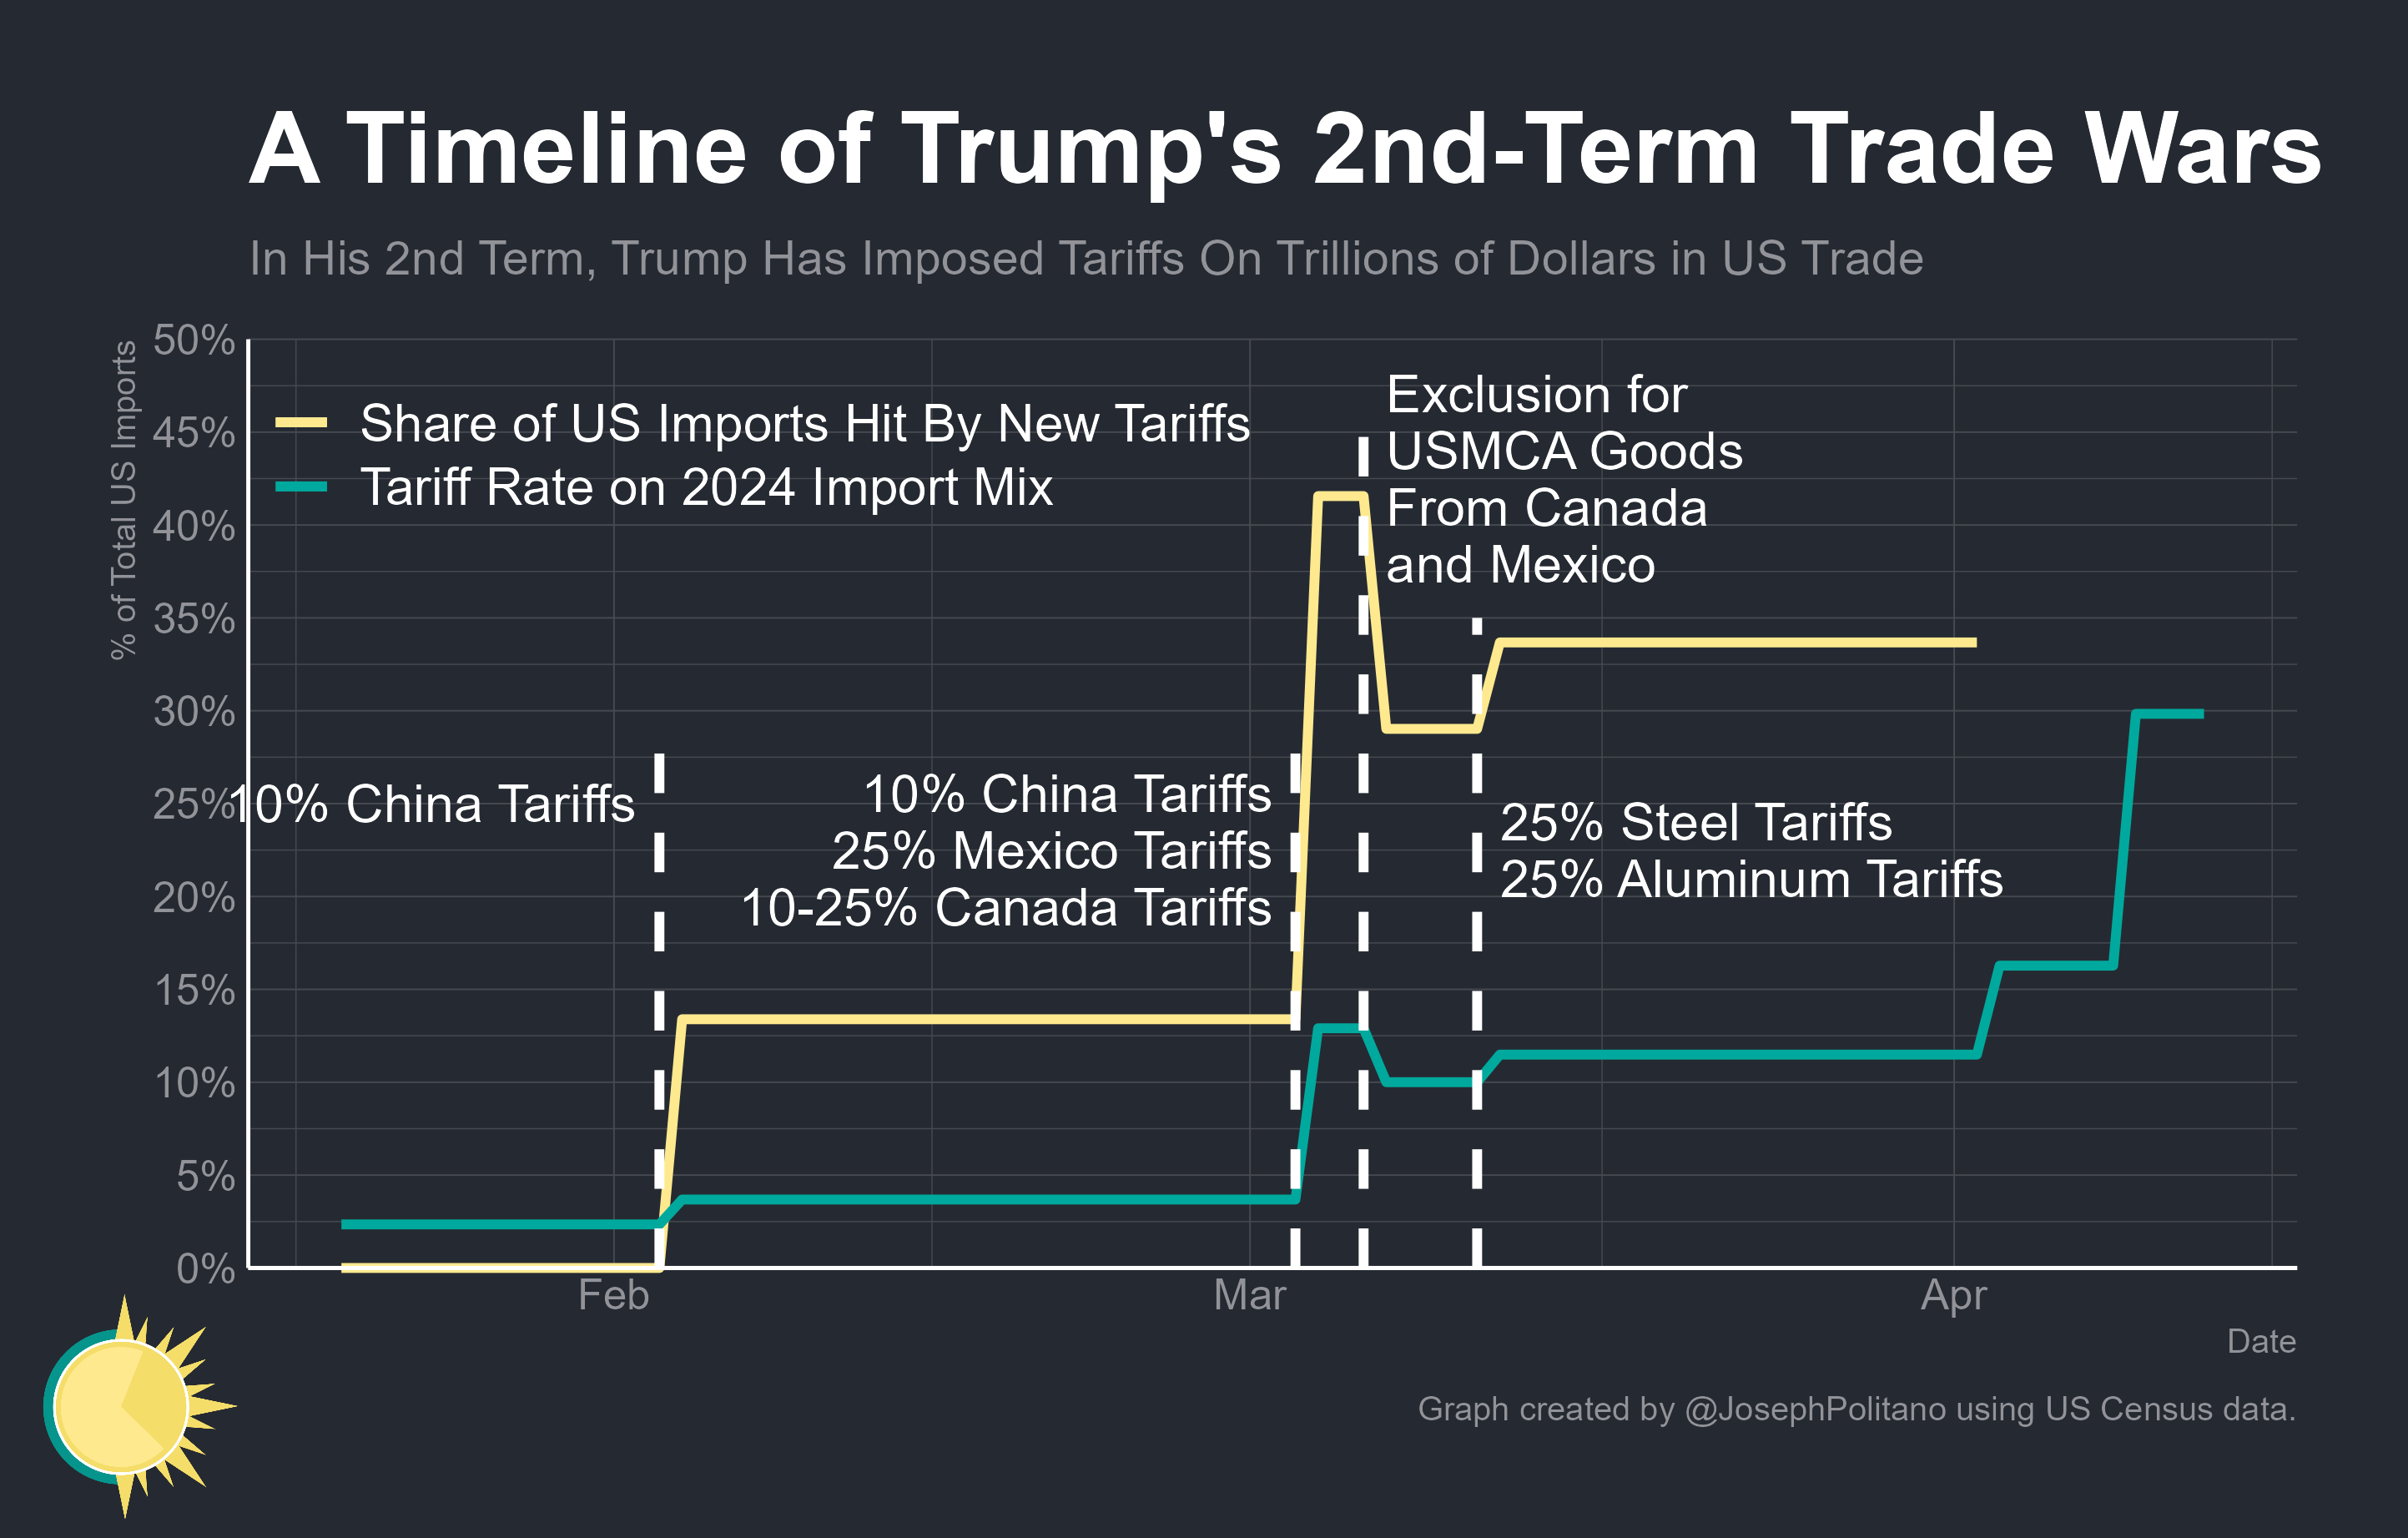 A Timeline of Trump's 2nd-Term Trade Wars
In His 2nd Term, Trump Has Imposed Tariffs On Trillions of Dollars in US Trade
% of Total US Imports
50%
45%
40%
35%
30%
25%
20%
15%
10%
5%
0%
Share of US Imports Hit By New Tariffs
Tariff Rate on 2024 Import Mix
10% China Tariffs
10% China Tariffs
25% Mexico Tariffs
10-25% Canada Tariffs
Exclusion for
USMCA Goods
From Canada
and Mexico
25% Steel Tariffs
25% Aluminum Tariffs
Feb
Mar
Apr
Date
Graph created by @JosephPolitano using US Census data.